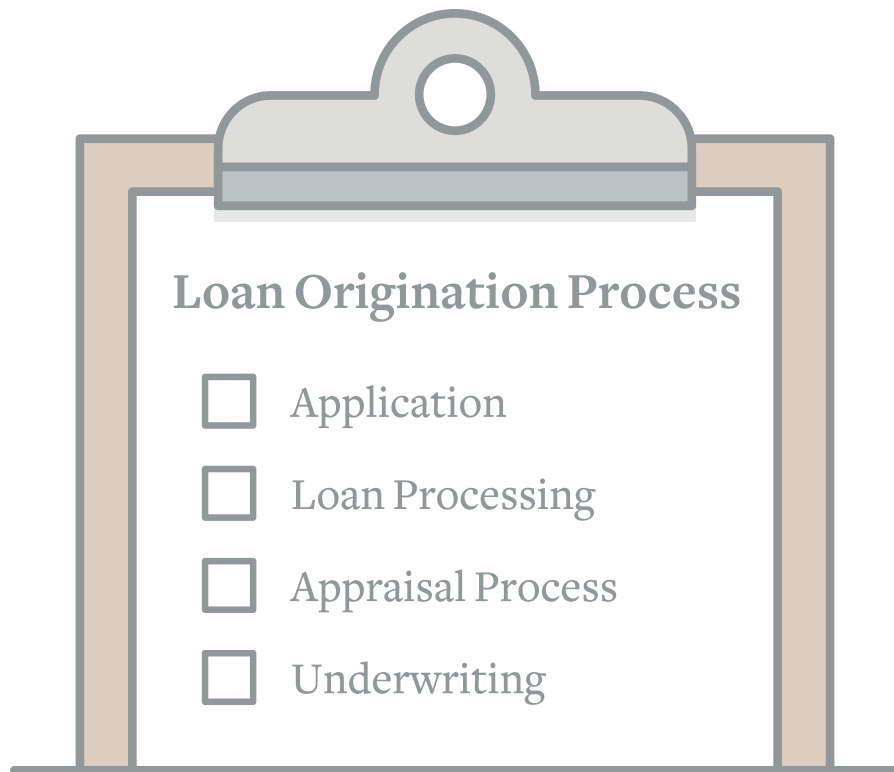 Loan Origination Process
Application
Loan Processing
Appraisal Process
Underwriting